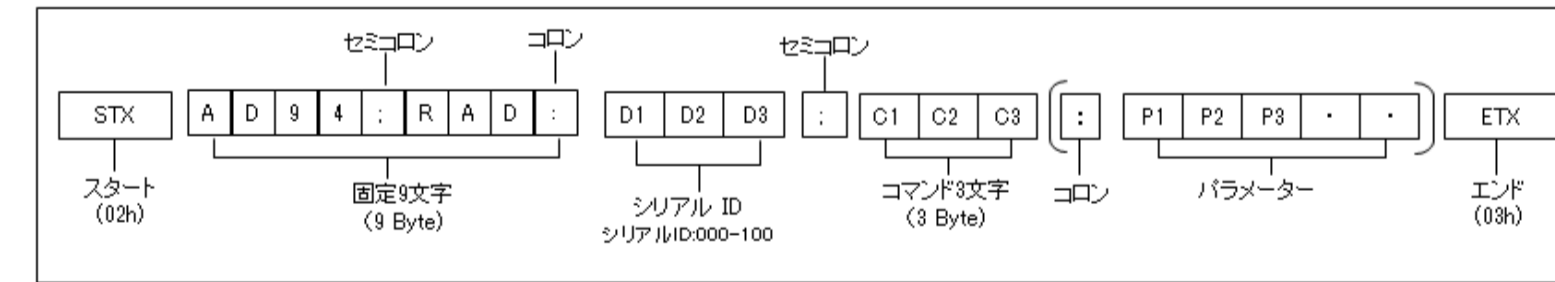 セミコロン コロン セミコロン
STX A D 9 4 ; R A D : D1 D2 D3 ; C1 C2 C3 ( : P1 P2 P3 ・ ・ ) ETX
スタート 固定9文字 シリアル ID コマンド3文字 コロン パラメーター エンド
(02h) (9 Byte) シリアルID:000-100 (3 Byte) (03h)